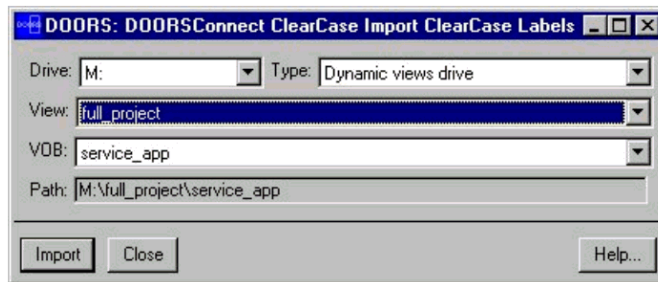 DOORS: DOORSConnect ClearCase Import ClearCase Labels
Drive: M: Type: Dynamic views drive
View: full_project
VOB: service_app
Path: M:\full_project\service_app
Import Close Help...